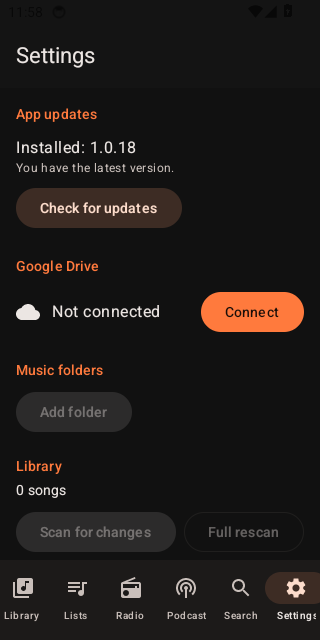 11:58
Settings
App updates
Installed: 1.0.18
You have the latest version.
Check for updates
Google Drive
Not connected
Connect
Music folders
Add folder
Library
0 songs
Scan for changes
Full rescan
Library
Lists
Radio
Podcast
Search
Settings